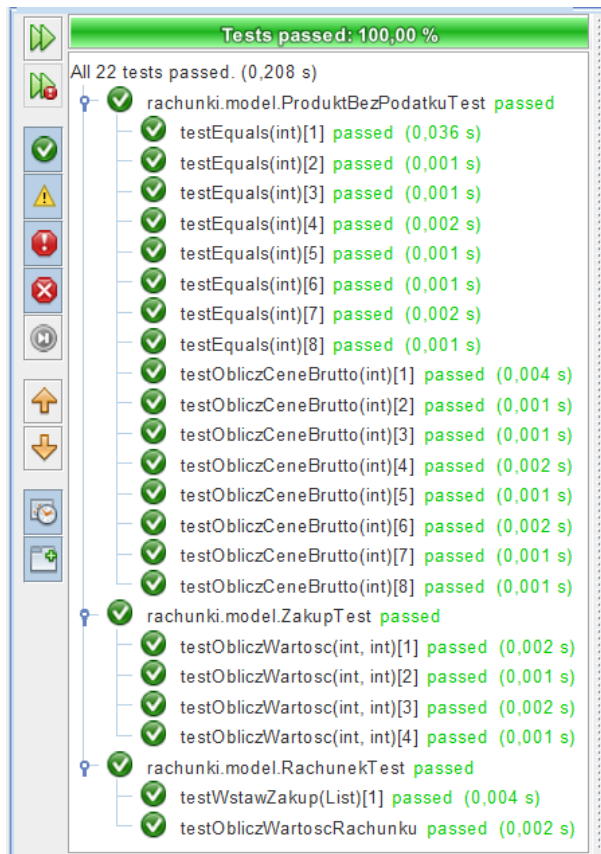 Tests passed: 100,00 %
All 22 tests passed. (0,208 s)
rachunki.model.ProduktBezPodatkuTest passed
testEquals(int)[1] passed (0,036 s)
testEquals(int)[2] passed (0,001 s)
testEquals(int)[3] passed (0,001 s)
testEquals(int)[4] passed (0,002 s)
testEquals(int)[5] passed (0,001 s)
testEquals(int)[6] passed (0,001 s)
testEquals(int)[7] passed (0,002 s)
testEquals(int)[8] passed (0,001 s)
testObliczCeneBrutto(int)[1] passed (0,004 s)
testObliczCeneBrutto(int)[2] passed (0,001 s)
testObliczCeneBrutto(int)[3] passed (0,001 s)
testObliczCeneBrutto(int)[4] passed (0,002 s)
testObliczCeneBrutto(int)[5] passed (0,001 s)
testObliczCeneBrutto(int)[6] passed (0,002 s)
testObliczCeneBrutto(int)[7] passed (0,001 s)
testObliczCeneBrutto(int)[8] passed (0,001 s)
rachunki.model.ZakupTest passed
testObliczWartosc(int, int)[1] passed (0,002 s)
testObliczWartosc(int, int)[2] passed (0,001 s)
testObliczWartosc(int, int)[3] passed (0,002 s)
testObliczWartosc(int, int)[4] passed (0,001 s)
rachunki.model.RachunekTest passed
testWstawZakup(List)[1] passed (0,004 s)
testObliczWartoscRachunku passed (0,002 s)